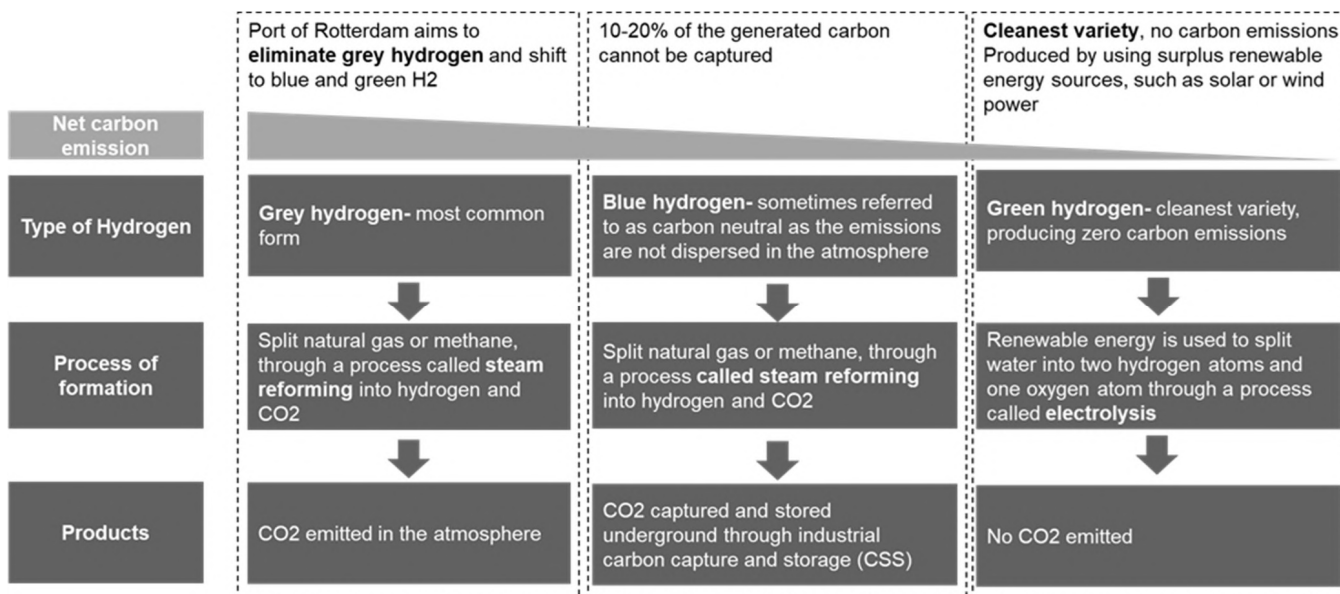 Port of Rotterdam aims to
eliminate grey hydrogen and shift
to blue and green H2
10-20% of the generated carbon
cannot be captured
Cleanest variety, no carbon emissions.
Produced by using surplus renewable
energy sources, such as solar or wind
power
Net carbon
emission
Type of Hydrogen
Grey hydrogen- most common
form
Blue hydrogen- sometimes referred
to as carbon neutral as the emissions
are not dispersed in the atmosphere
Green hydrogen- cleanest variety,
producing zero carbon emissions
Process of
formation
Split natural gas or methane,
through a process called steam
reforming into hydrogen and
CO2
Split natural gas or methane, through
a process called steam reforming
into hydrogen and CO2
Renewable energy is used to split
water into two hydrogen atoms and
one oxygen atom through a process
called electrolysis
Products
CO2 emitted in the atmosphere
CO2 captured and stored
underground through industrial
carbon capture and storage (CSS)
No CO2 emitted